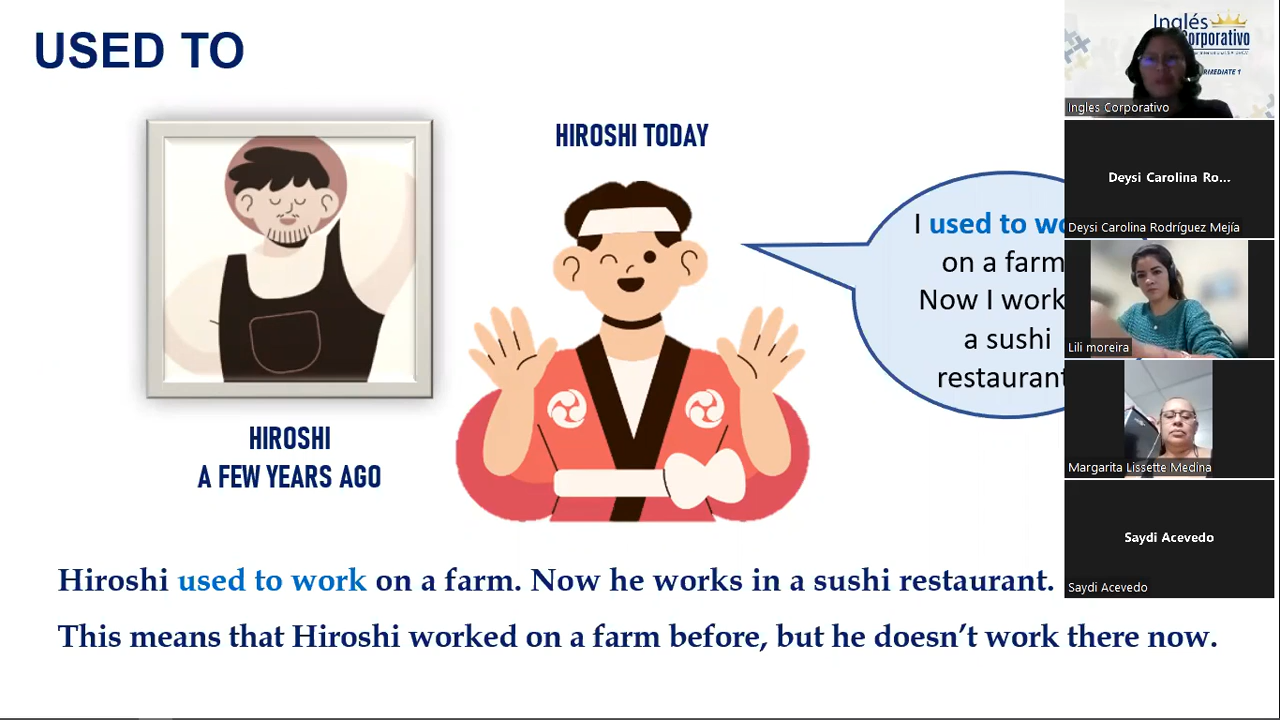 USED TO
HIROSHI TODAY
I used to wo
on a farm
Now I work
a sushi
restaurant
HIROSHI
A FEW YEARS AGO
Hiroshi used to work on a farm. Now he works in a sushi restaurant.
This means that Hiroshi worked on a farm before, but he doesn't work there now.
Inglés
Corporativo
RMEDIATE 1
Ingles Corporativo
Deysi Carolina Ro...
Deysi Carolina Rodríguez Mejía
Lili moreira
Margarita Lissette Medina
Saydi Acevedo
Saydi Acevedo